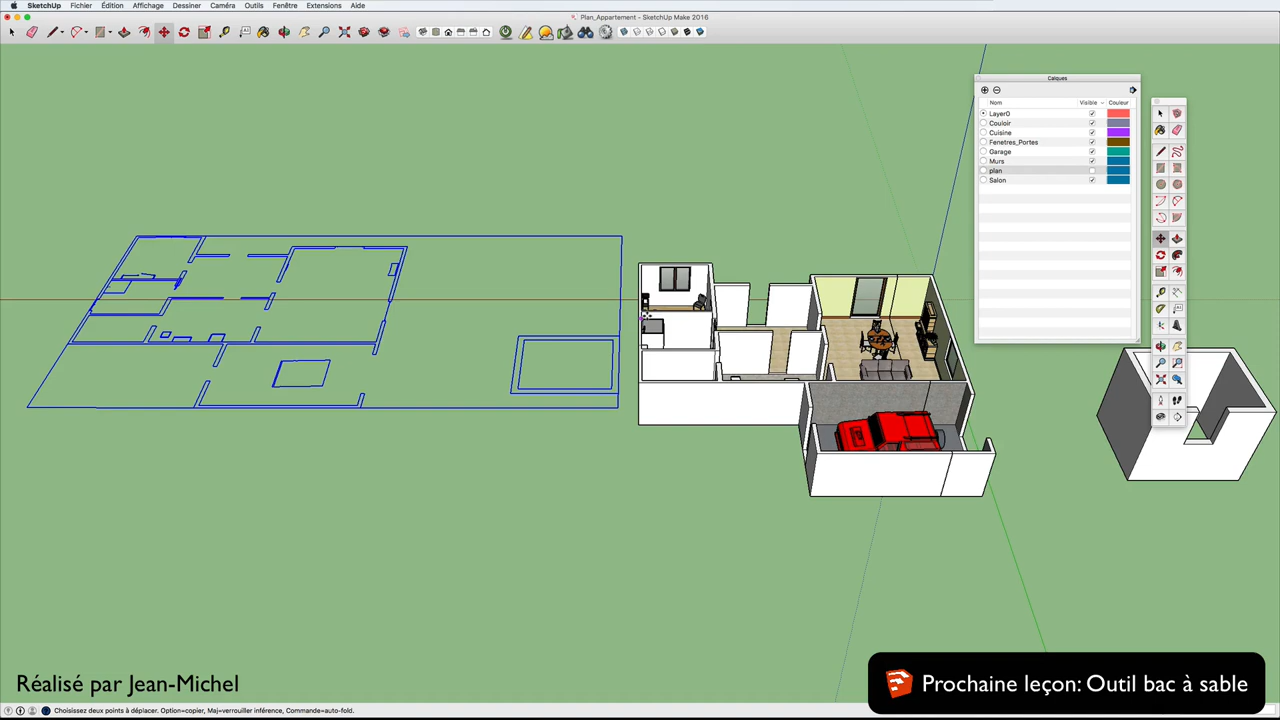 SketchUp Fichier Édition Affichage Dessiner Caméra Outils Fenêtre Extensions Aide
Plan_Appartement - SketchUp Make 2016
Calques
Nom Visible Couleur
Layer0
Couloir
Cuisine
Fenetres_Portes
Garage
Murs
plan
Salon
Réalisé par Jean-Michel
Prochaine leçon: Outil bac à sable
Choisissez deux points à déplacer. Option=copier, Maj=verrouiller inférence, Commande=auto-fold.